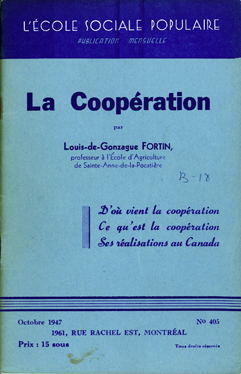 L'ÉCOLE SOCIALE POPULAIRE
PUBLICATION MENSUELLE
La Coopération
par
Louis-de-Gonzague FORTIN,
professeur à l'École d'Agriculture
de Sainte-Anne-de-la-Pocatière
B-18
D'où vient la coopération
Ce qu'est la coopération
Ses réalisations au Canada
Octobre 1947
No 405
1961, RUE RACHEL EST, MONTRÉAL
Prix : 15 sous
Tous droits réservés